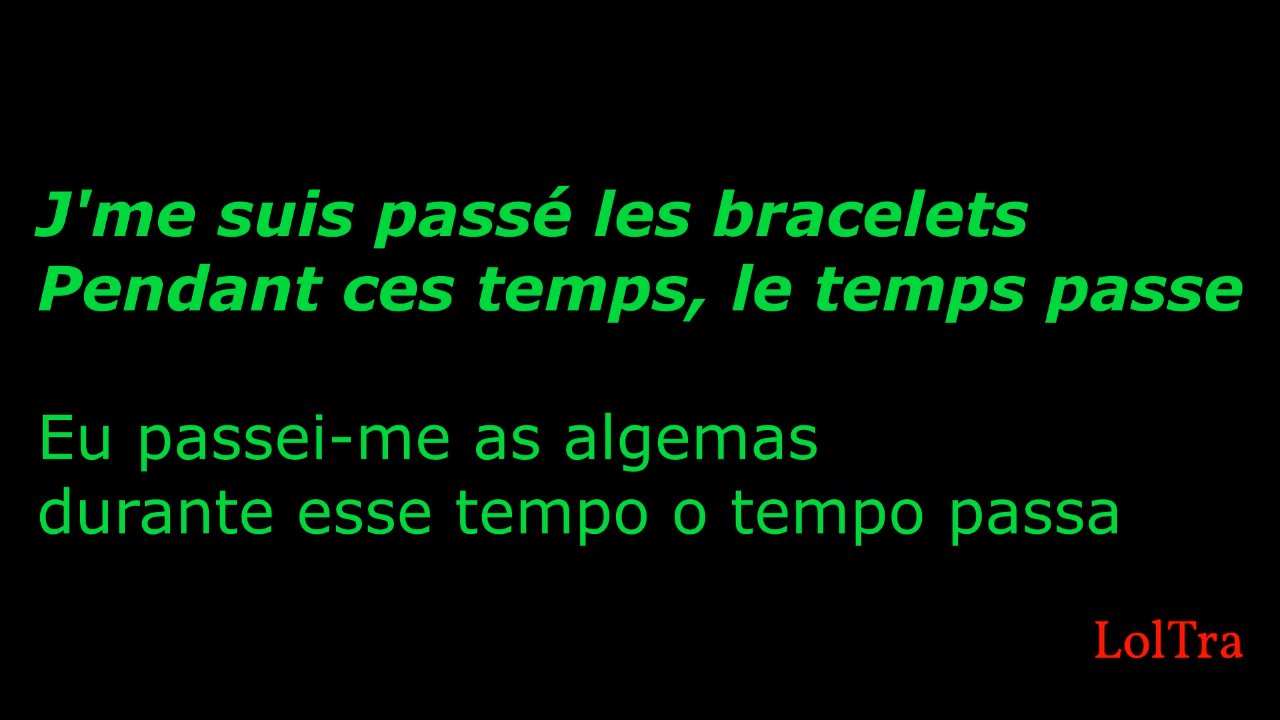 J'me suis passé les bracelets
Pendant ces temps, le temps passe
Eu passei-me as algemas
durante esse tempo o tempo passa
LolTra